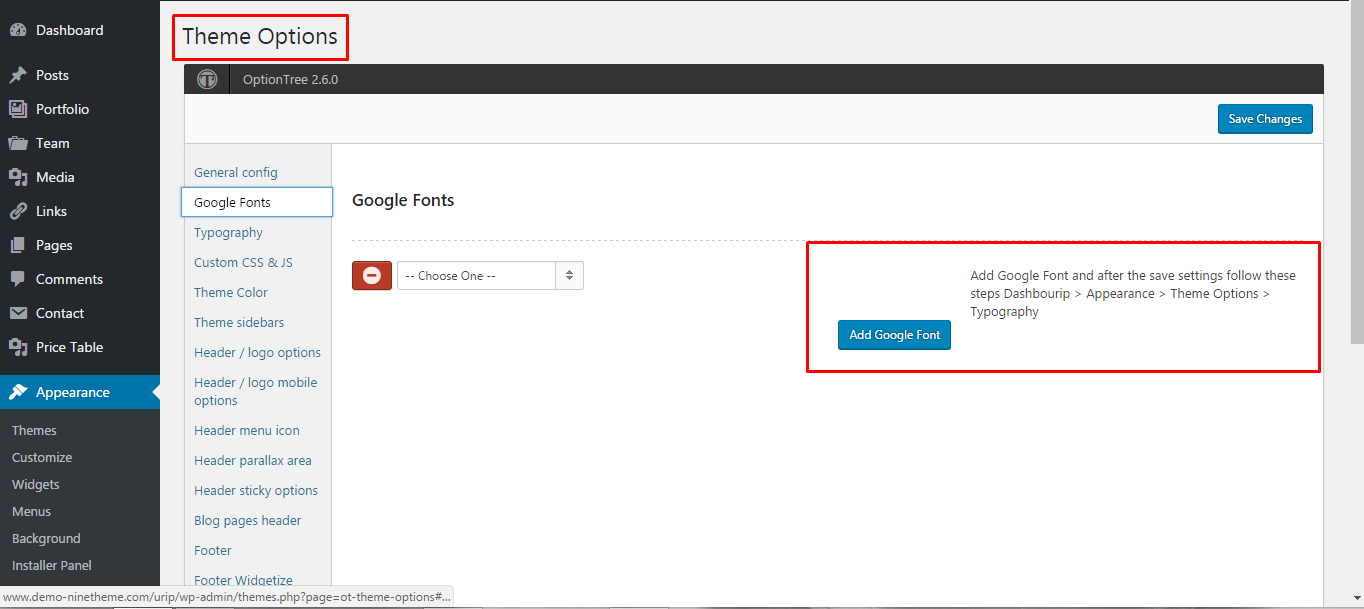 Dashboard
Posts
Portfolio
Team
Media
Links
Pages
Comments
Contact
Price Table
Appearance
Themes
Customize
Widgets
Menus
Background
Installer Panel
Theme Options
OptionTree 2.6.0
Save Changes
General config
Google Fonts
Typography
Custom CSS & JS
Theme Color
Theme sidebars
Header / logo options
Header / logo mobile
options
Header menu icon
Header parallax area
Header sticky options
Blog pages header
Footer
Footer Widgetize
Google Fonts
-- Choose One --
Add Google Font
Add Google Font and after the save settings follow these
steps Dashbourip > Appearance > Theme Options >
Typography
www.demo-ninetheme.com/urip/wp-admin/themes.php?page=ot-theme-options#...